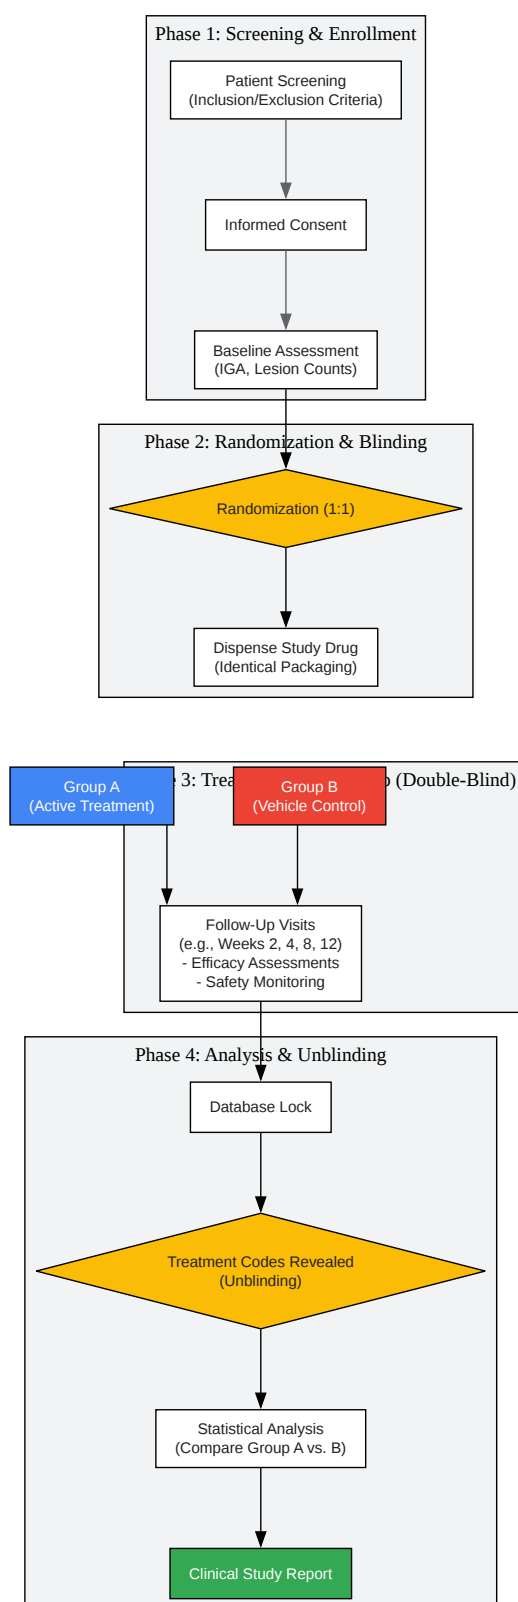 Phase 1: Screening & Enrollment
Patient Screening
(Inclusion/Exclusion Criteria)
Informed Consent
Baseline Assessment
(IGA, Lesion Counts)
Phase 2: Randomization & Blinding
Randomization (1:1)
Dispense Study Drug
(Identical Packaging)
3: Trea
(Double-Blind)
Group A
(Active Treatment)
Group B
(Vehicle Control)
Follow-Up Visits
(e.g., Weeks 2, 4, 8, 12)
- Efficacy Assessments
- Safety Monitoring
Phase 4: Analysis & Unblinding
Database Lock
Treatment Codes Revealed
(Unblinding)
Statistical Analysis
(Compare Group A vs. B)
Clinical Study Report